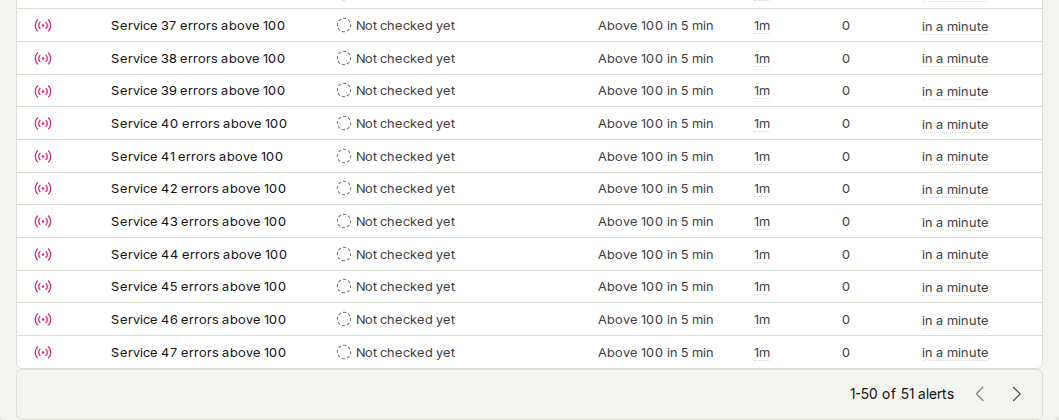 Service 37 errors above 100 Not checked yet Above 100 in 5 min 1m 0 in a minute
Service 38 errors above 100 Not checked yet Above 100 in 5 min 1m 0 in a minute
Service 39 errors above 100 Not checked yet Above 100 in 5 min 1m 0 in a minute
Service 40 errors above 100 Not checked yet Above 100 in 5 min 1m 0 in a minute
Service 41 errors above 100 Not checked yet Above 100 in 5 min 1m 0 in a minute
Service 42 errors above 100 Not checked yet Above 100 in 5 min 1m 0 in a minute
Service 43 errors above 100 Not checked yet Above 100 in 5 min 1m 0 in a minute
Service 44 errors above 100 Not checked yet Above 100 in 5 min 1m 0 in a minute
Service 45 errors above 100 Not checked yet Above 100 in 5 min 1m 0 in a minute
Service 46 errors above 100 Not checked yet Above 100 in 5 min 1m 0 in a minute
Service 47 errors above 100 Not checked yet Above 100 in 5 min 1m 0 in a minute
1-50 of 51 alerts